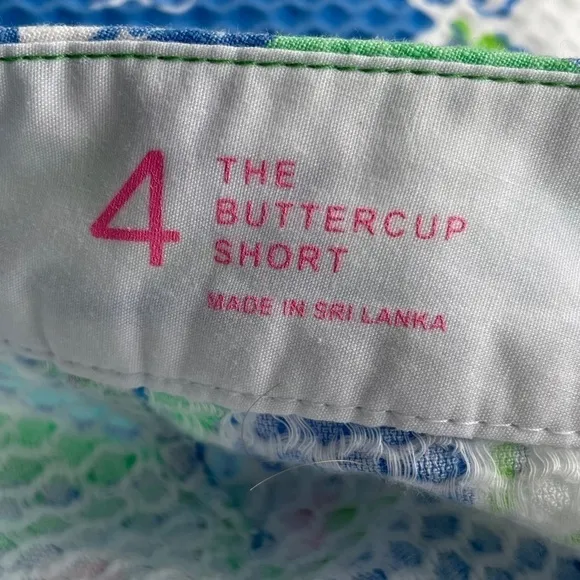 4
THE
BUTTERCUP
SHORT
MADE IN SRI LANKA